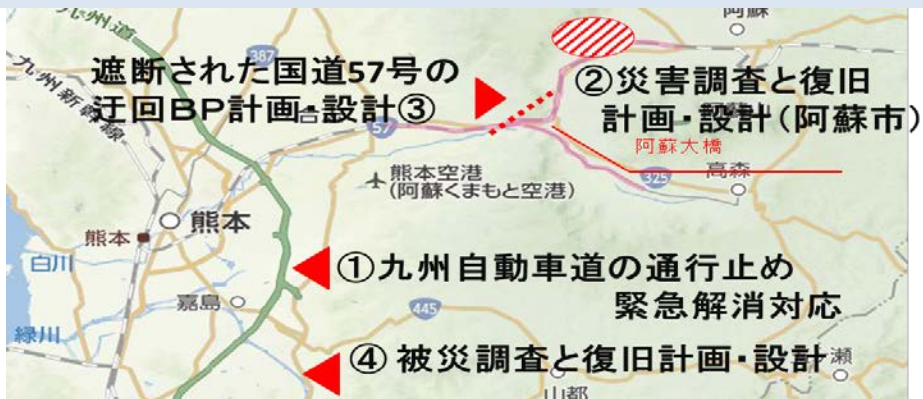 九州道
阿蘇
387
九州新幹線
遮断された国道57号の
迂回BP計画・設計③
②災害調査と復旧
計画・設計(阿蘇市)
57
阿蘇大橋
熊本空港
(阿蘇くまもと空港)
325
高森
熊本
熊本
白川
①九州自動車道の通行止め
緊急解消対応
嘉島
445
緑川
④被災調査と復旧計画・設計
山都